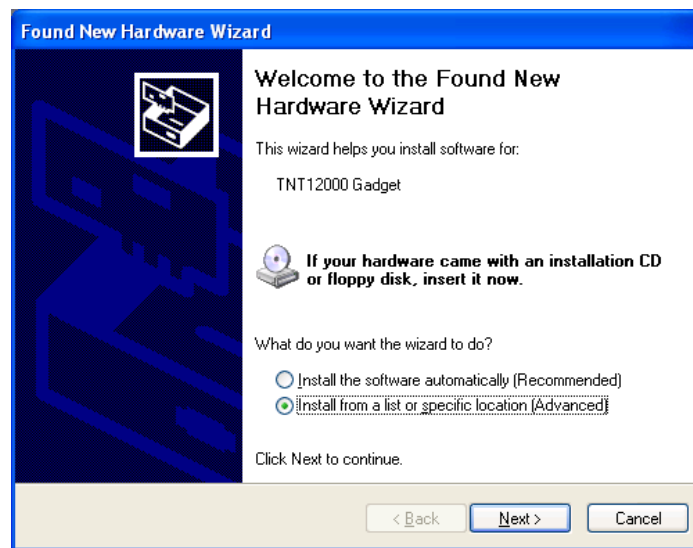 Found New Hardware Wizard
Welcome to the Found New
Hardware Wizard
This wizard helps you install software for:
TNT12000 Gadget
If your hardware came with an installation CD
or floppy disk, insert it now.
What do you want the wizard to do?
Install the software automatically (Recommended)
Install from a list or specific location (Advanced)
Click Next to continue.
< Back Next > Cancel